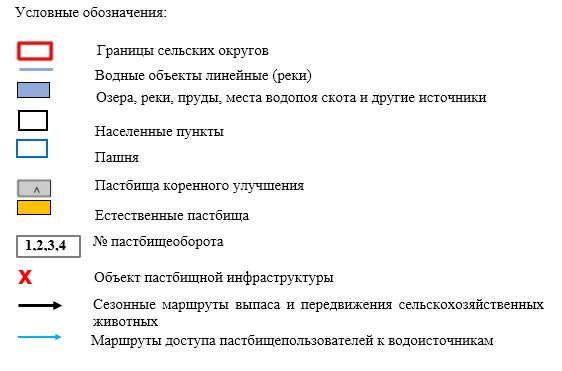 Условные обозначения:
Границы сельских округов
Водные объекты линейные (реки)
Озера, реки, пруды, места водопоя скота и другие источники
Населенные пункты
Пашня
^ Пастбища коренного улучшения
Естественные пастбища
1,2,3,4 № пастбищеоборота
X Объект пастбищной инфраструктуры
Сезонные маршруты выпаса и передвижения сельскохозяйственных
животных
Маршруты доступа пастбищепользователей к водоисточникам